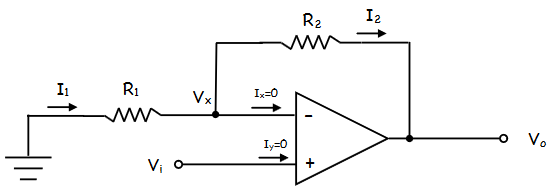 R₂
I₂
I₁
R₁
Vₓ
Iₓ=0
-
Vₒ
Iᵧ=0
Vᵢ
+